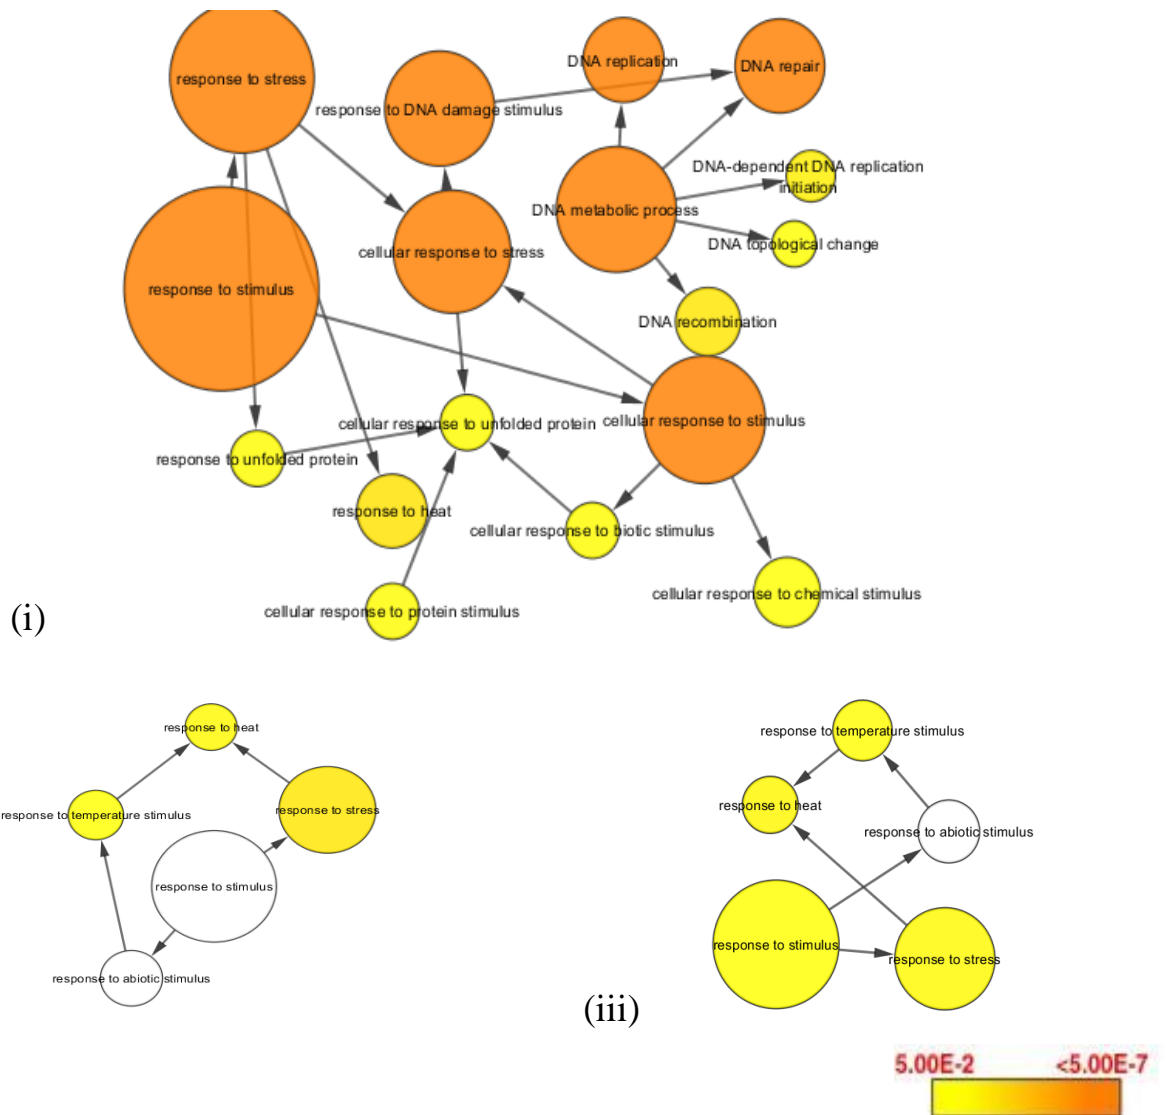 response to stress
DNA replication
DNA repair
response to DNA damage stimulus
DNA-dependent DNA replication
initiation
DNA metabolic process
DNA topological change
cellular response to stress
response to stimulus
DNA recombination
cellular response to unfolded protein
cellular response to stimulus
response to unfolded protein
response to heat
cellular response to biotic stimulus
cellular response to chemical stimulus
cellular response to protein stimulus
(i)
response to heat
response to temperature stimulus
response to stress
response to stimulus
response to abiotic stimulus
response to temperature stimulus
response to heat
response to abiotic stimulus
response to stimulus
response to stress
(iii)
5.00E-2
<5.00E-7